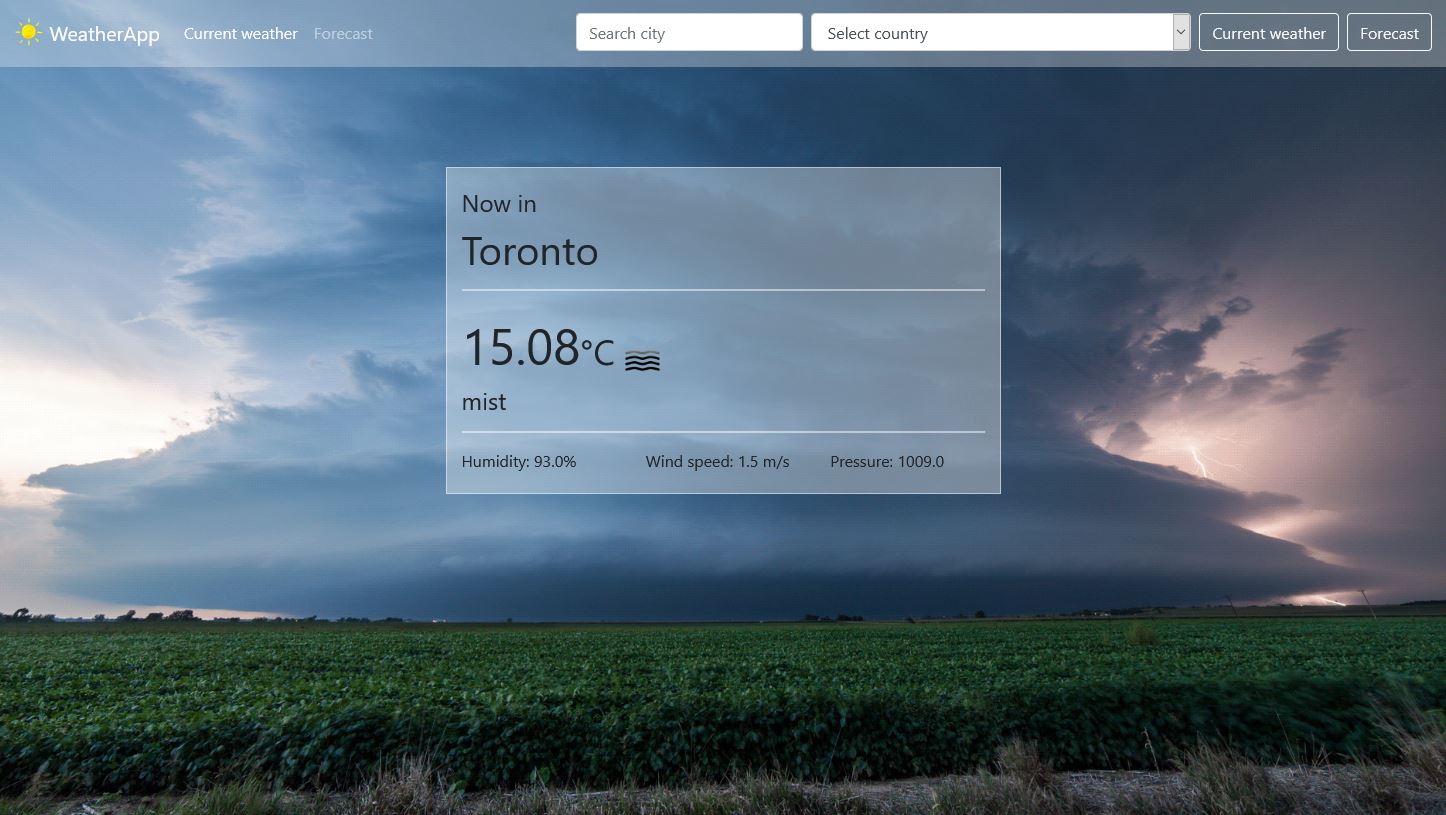 WeatherApp Current weather Forecast Search city Select country Current weather Forecast
Now in
Toronto
15.08°C
mist
Humidity: 93.0% Wind speed: 1.5 m/s Pressure: 1009.0